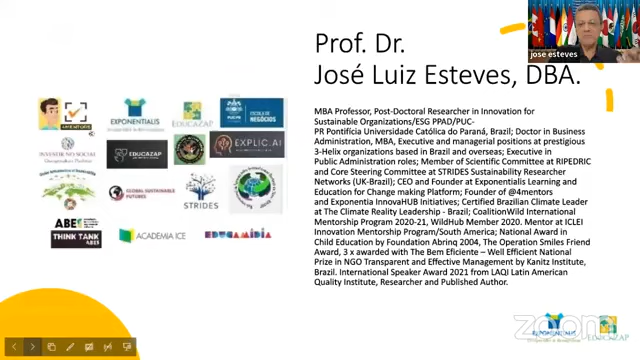 Prof. Dr.
José Luiz Esteves, DBA.
jose esteves
MBA Professor, Post-Doctoral Researcher in Innovation for
Sustainable Organizations/ESG PPAD/PUC-
PR Pontifícia Universidade Católica do Paraná, Brazil; Doctor in Business
Administration, MBA, Executive and managerial positions at prestigious
3-Helix organizations based in Brazil and overseas; Executive in
Public Administration roles; Member of Scientific Committee at RIPEDRIC
and Core Steering Committee at STRIDES Sustainability Researcher
Networks (UK-Brazil); CEO and Founder at Exponentialis Learning and
Education for Change making Platform; Founder of @4mentors
and Exponentia InnovaHUB Initiatives; Certified Brazilian Climate Leader
at The Climate Reality Leadership - Brazil; CoalitionWild International
Mentorship Program 2020-21, WildHub Member 2020. Mentor at ICLEI
Innovation Mentorship Program/South America; National Award in
Child Education by Foundation Abrinq 2004, The Operation Smiles Friend
Award, 3 x awarded with The Bem Eficiente – Well Efficient National
Prize in NGO Transparent and Effective Management by Kanitz Institute,
Brazil. International Speaker Award 2021 from LAQI Latin American
Quality Institute, Researcher and Published Author.
EXPONENTIALIS
EDUCAZAP
ESCOLA DE
NEGÓCIOS
INVESTIDOR SOCIAL
EDUCAZAP
EXPLIC.AI
GLOBAL SUSTAINABLE
FUTURES
STRIDES
ABES
THINK TANK
ABES
ACADEMIA ICE
EDUCAMÍDIA
EXPONENTIALIS
EDUCAZAP
zoom